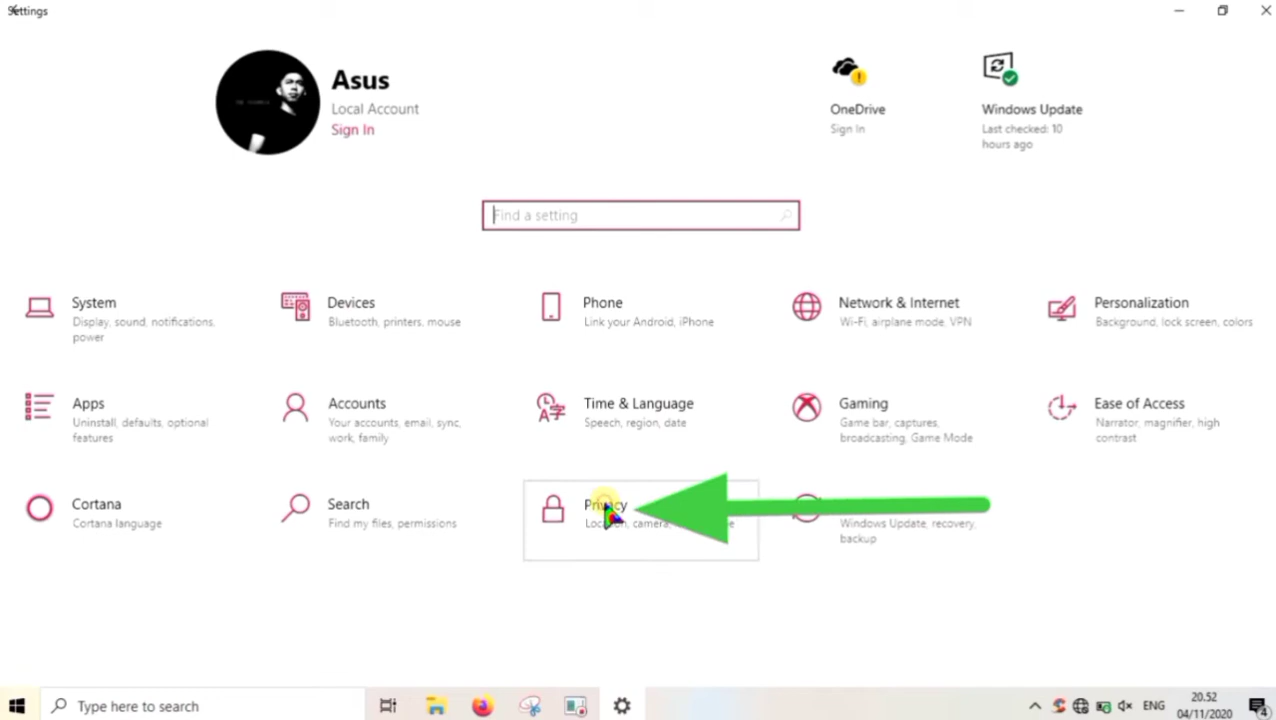 Settings
Asus
Local Account
Sign In
OneDrive
Sign In
Windows Update
Last checked: 10
hours ago
Find a setting
System
Display, sound, notifications,
power
Devices
Bluetooth, printers, mouse
Phone
Link your Android, iPhone
Network & Internet
Wi-Fi, airplane mode, VPN
Personalization
Background, lock screen, colors
Apps
Uninstall, defaults, optional
features
Accounts
Your accounts, email, sync,
work, family
Time & Language
Speech, region, date
Gaming
Game bar, captures,
broadcasting, Game Mode
Ease of Access
Narrator, magnifier, high
contrast
Cortana
Cortana language
Search
Find my files, permissions
Privacy
Location, camera,
Windows Update, recovery,
backup
Type here to search
ENG
20.52
04/11/2020
4